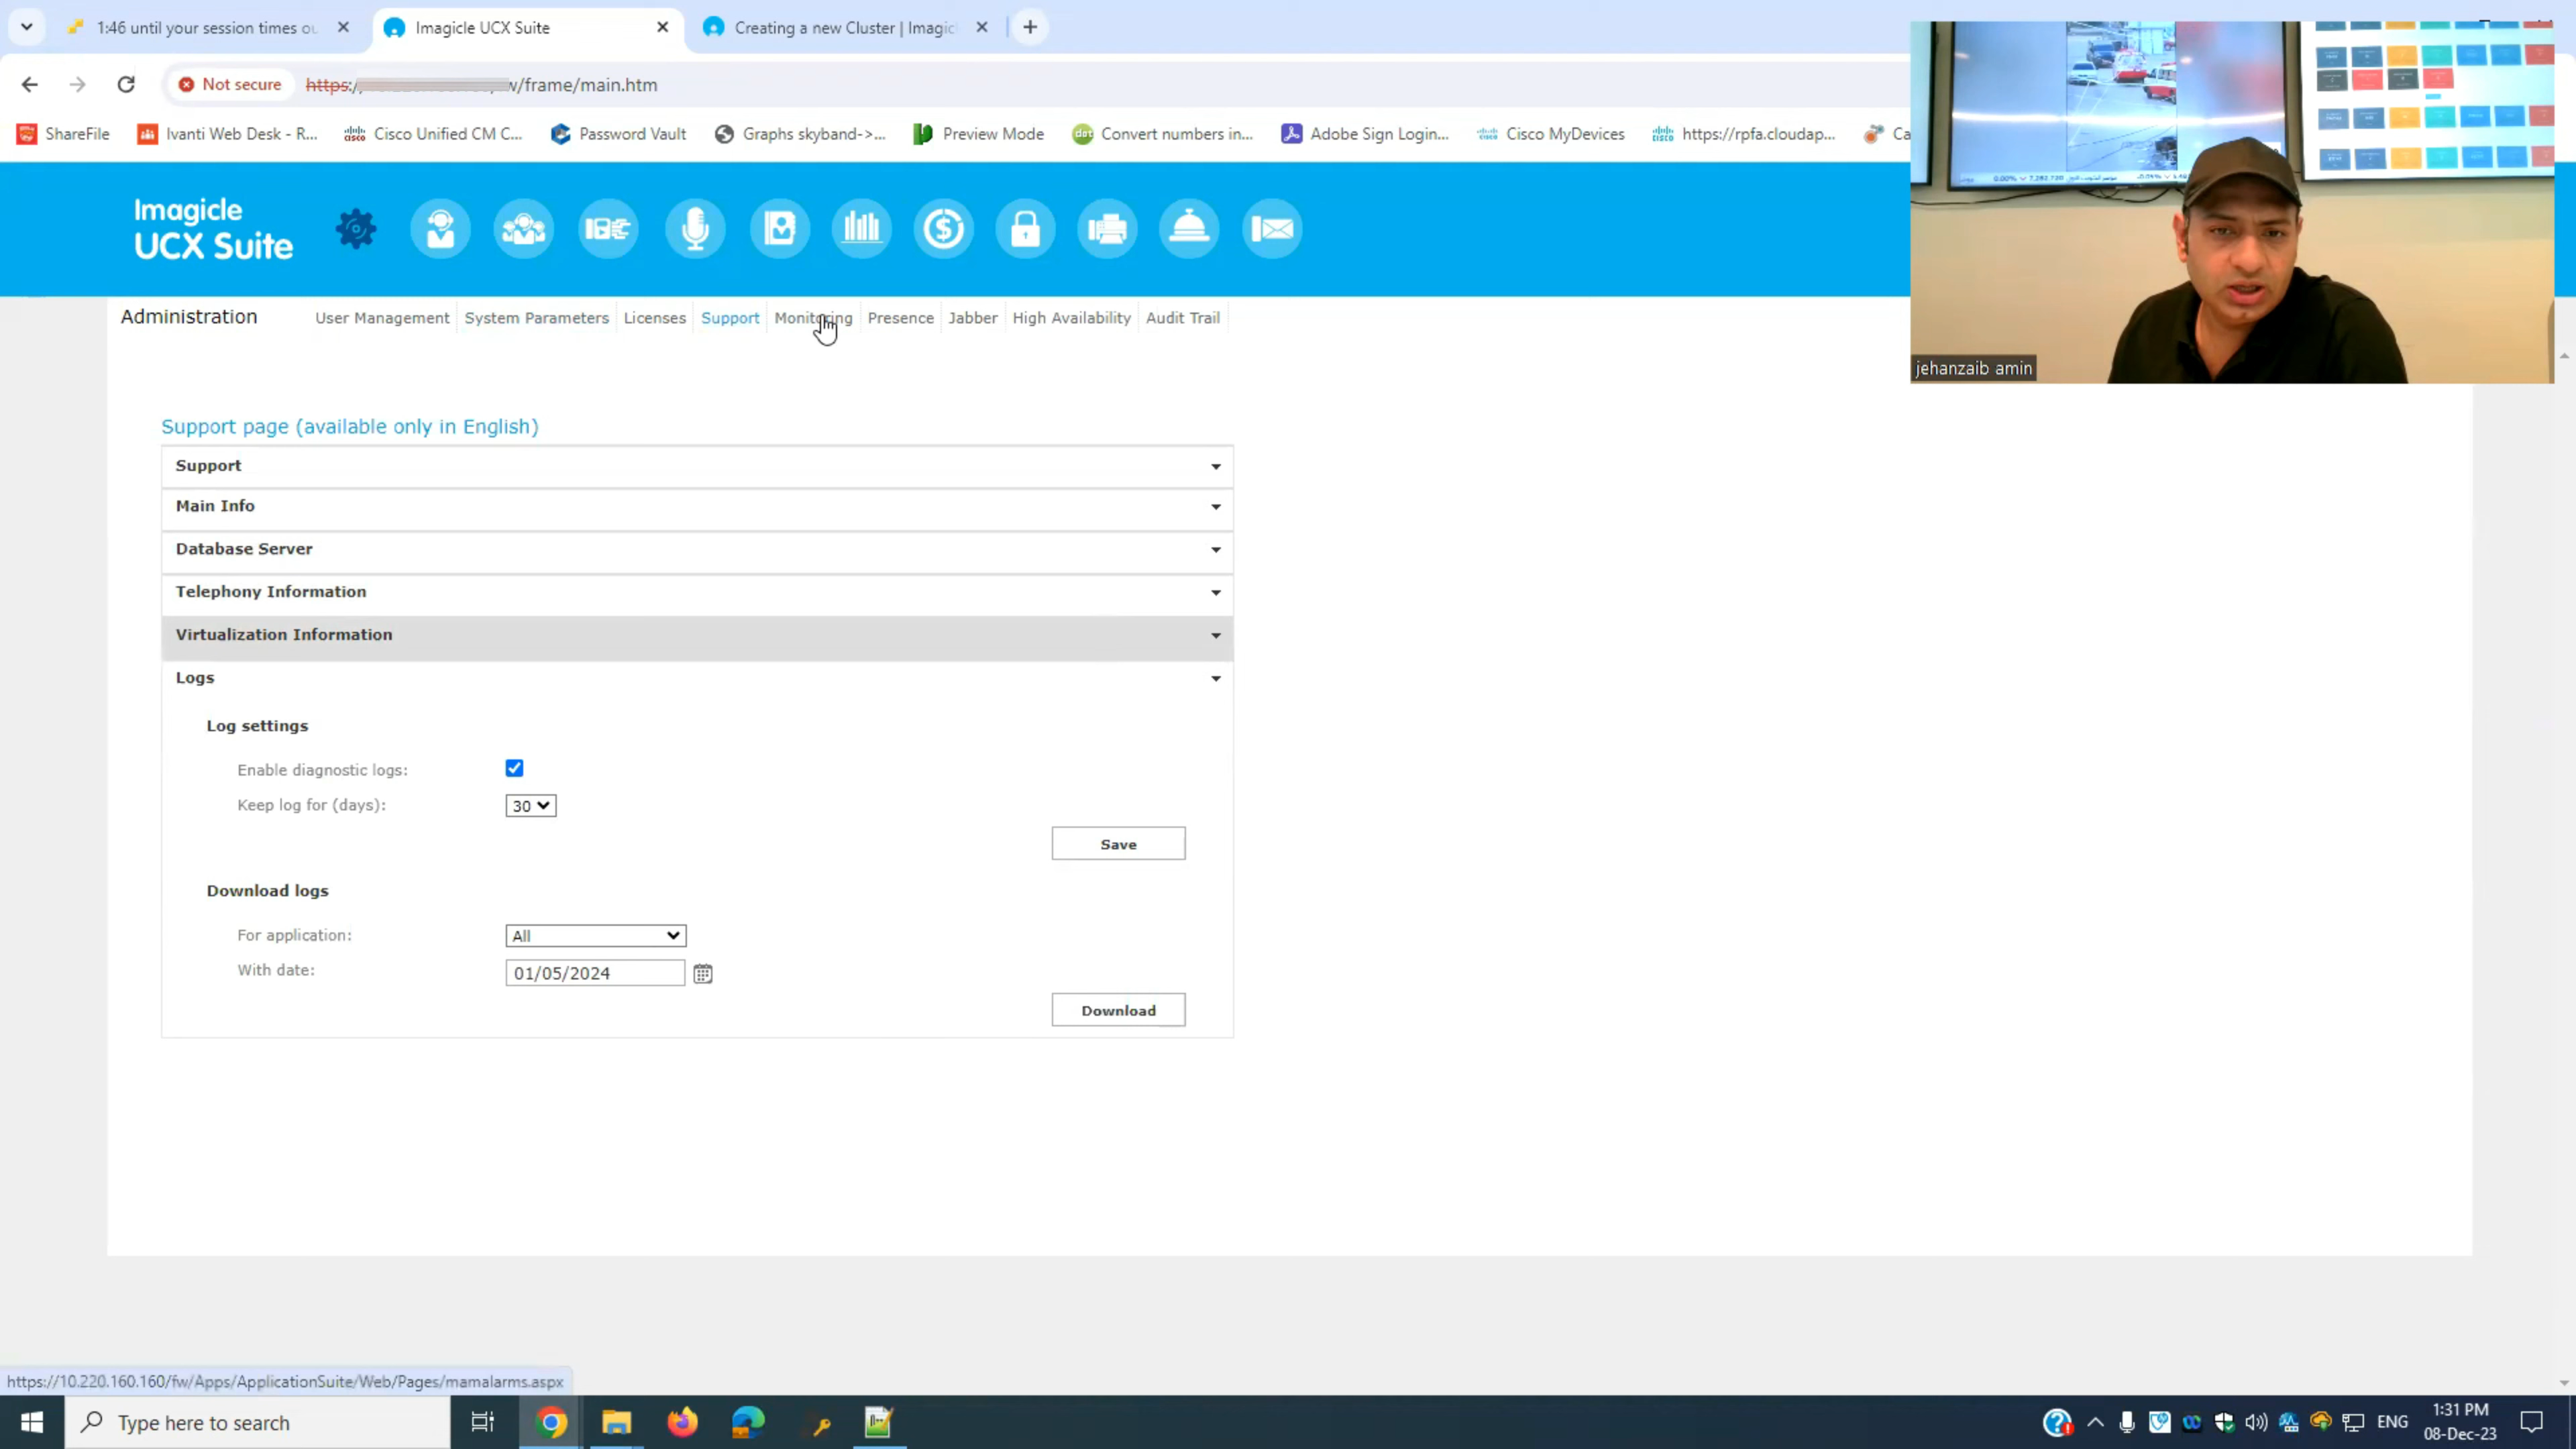 1:46 until your session times ou
Imagicle UCX Suite
Creating a new Cluster | Imagic
Not secure
https:/
w/frame/main.htm
ShareFile
Ivanti Web Desk - R...
Cisco Unified CM C...
Password Vault
Graphs skyband->...
Preview Mode
Convert numbers in...
Adobe Sign Login...
Cisco MyDevices
https://rpfa.cloudap...
Ca
Imagicle
UCX Suite
jehanzaib amin
Administration
User Management
System Parameters
Licenses
Support
Monitoring
Presence
Jabber
High Availability
Audit Trail
Support page (available only in English)
Support
Main Info
Database Server
Telephony Information
Virtualization Information
Logs
Log settings
Enable diagnostic logs:
Keep log for (days):
30
Save
Download logs
For application:
All
With date:
01/05/2024
Download
https://10.220.160.160/fw/Apps/ApplicationSuite/Web/Pages/mamalarms.aspx
Type here to search
ENG
1:31 PM
08-Dec-23